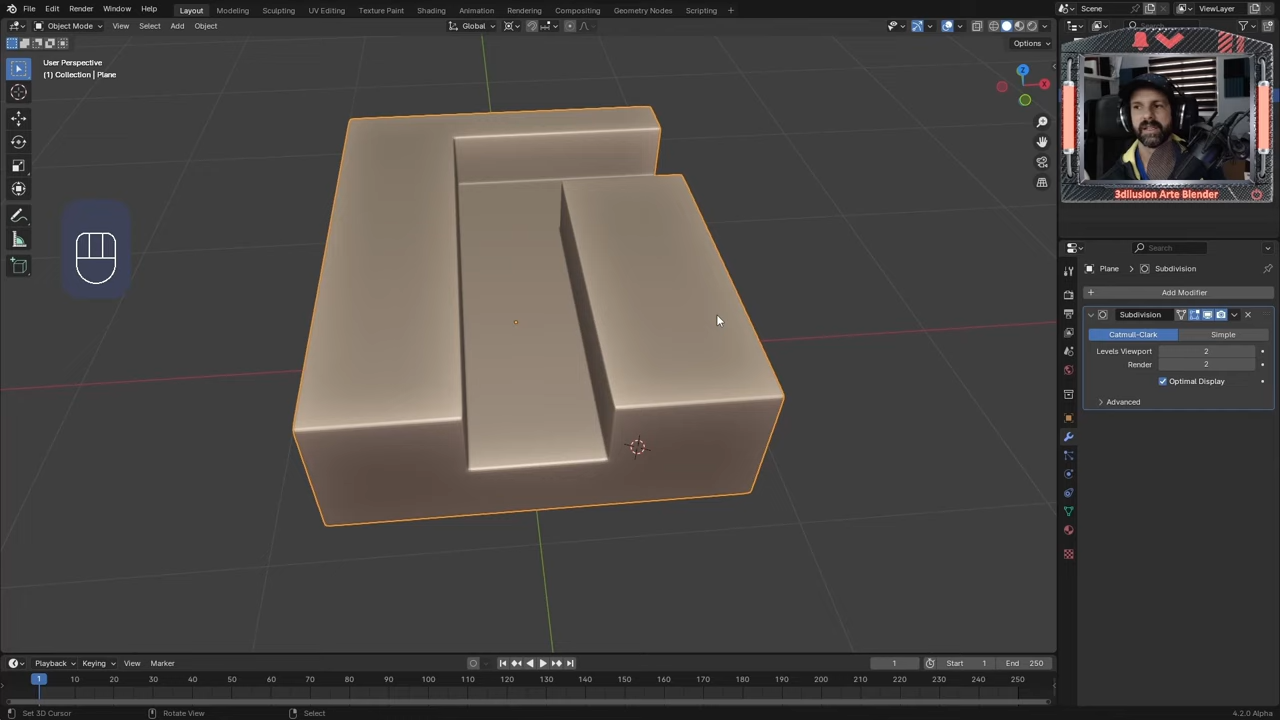 File Edit Render Window Help Layout Modeling Sculpting UV Editing Texture Paint Shading Animation Rendering Compositing Geometry Nodes Scripting + Scene ViewLayer
Object Mode View Select Add Object Global Search
Options
User Perspective
(1) Collection | Plane
Z
X
Y
3dIlusion Arte Blender
Search
Plane > Subdivision
+ Add Modifier
Subdivision
Catmull-Clark Simple
Levels Viewport 2
Render 2
Optimal Display
Advanced
Playback Keying View Marker 1 Start 1 End 250
1 10 20 30 40 50 60 70 80 90 100 110 120 130 140 150 160 170 180 190 200 210 220 230 240 250
Set 3D Cursor Rotate View Select 4.2.0 Alpha